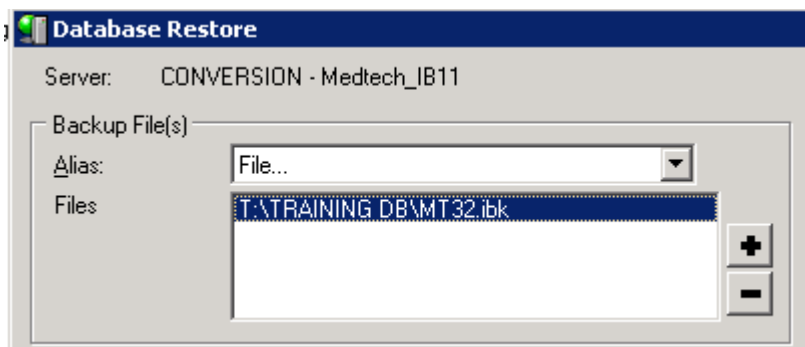 Database Restore
Server: CONVERSION - Medtech_IB11
Backup File(s)
Alias: File...
Files T:\TRAINING DB\MT32.ibk